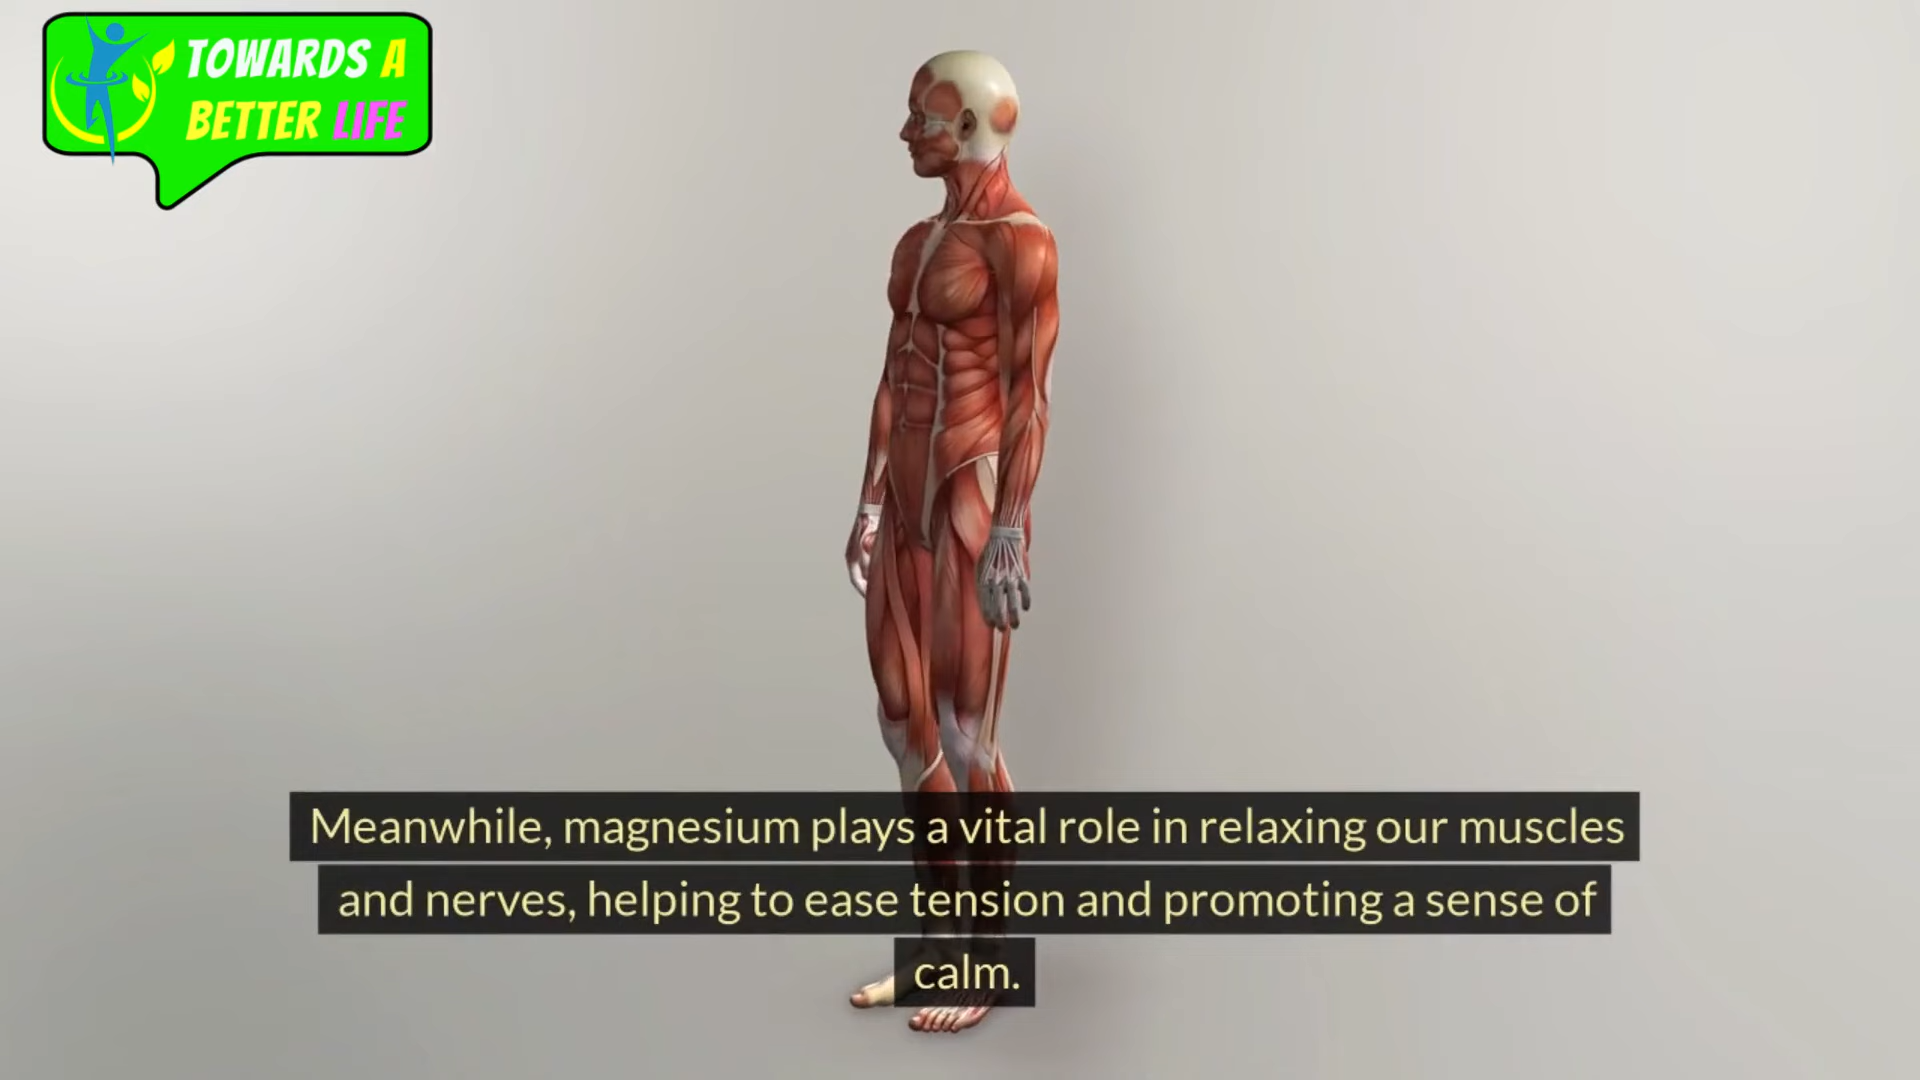 TOWARDS A
BETTER LIFE
Meanwhile, magnesium plays a vital role in relaxing our muscles
and nerves, helping to ease tension and promoting a sense of
calm.